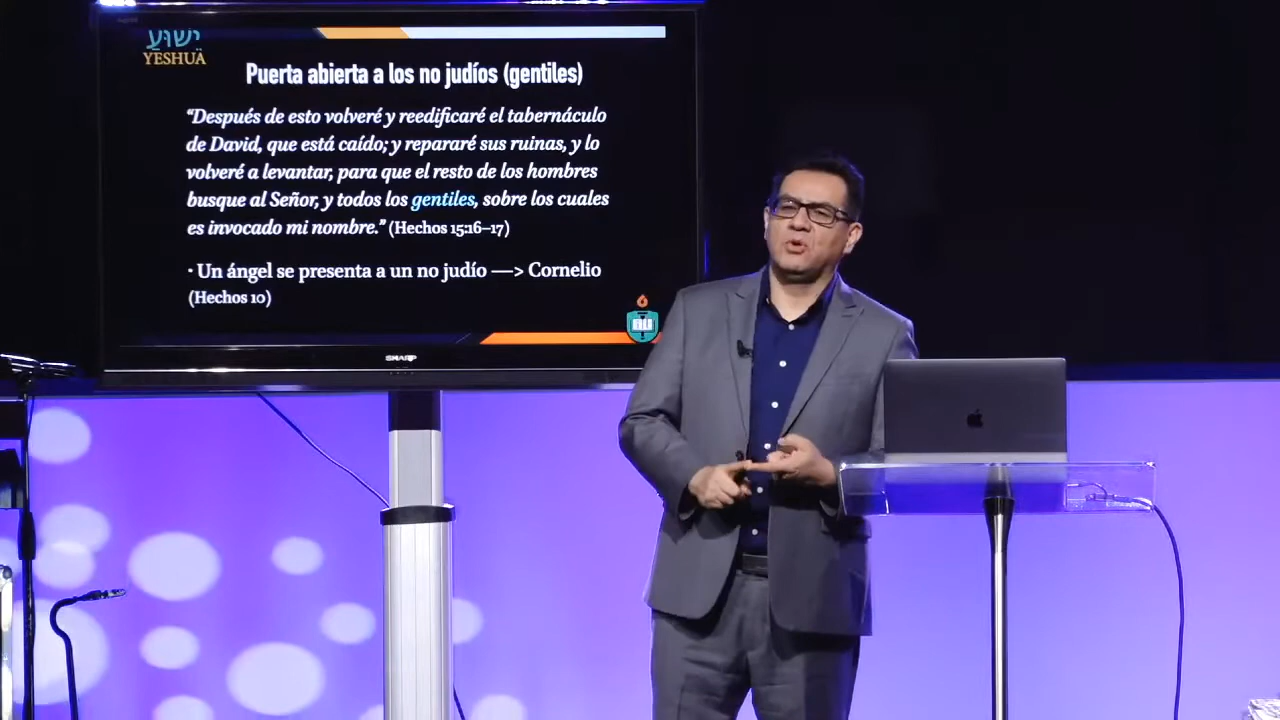 ישוע
YESHUA
Puerta abierta a los no judíos (gentiles)
“Después de esto volveré y reedificaré el tabernáculo
de David, que está caído; y repararé sus ruinas, y lo
volveré a levantar, para que el resto de los hombres
busque al Señor, y todos los gentiles, sobre los cuales
es invocado mi nombre.” (Hechos 15:16–17)
· Un ángel se presenta a un no judío —> Cornelio
(Hechos 10)
SHARP